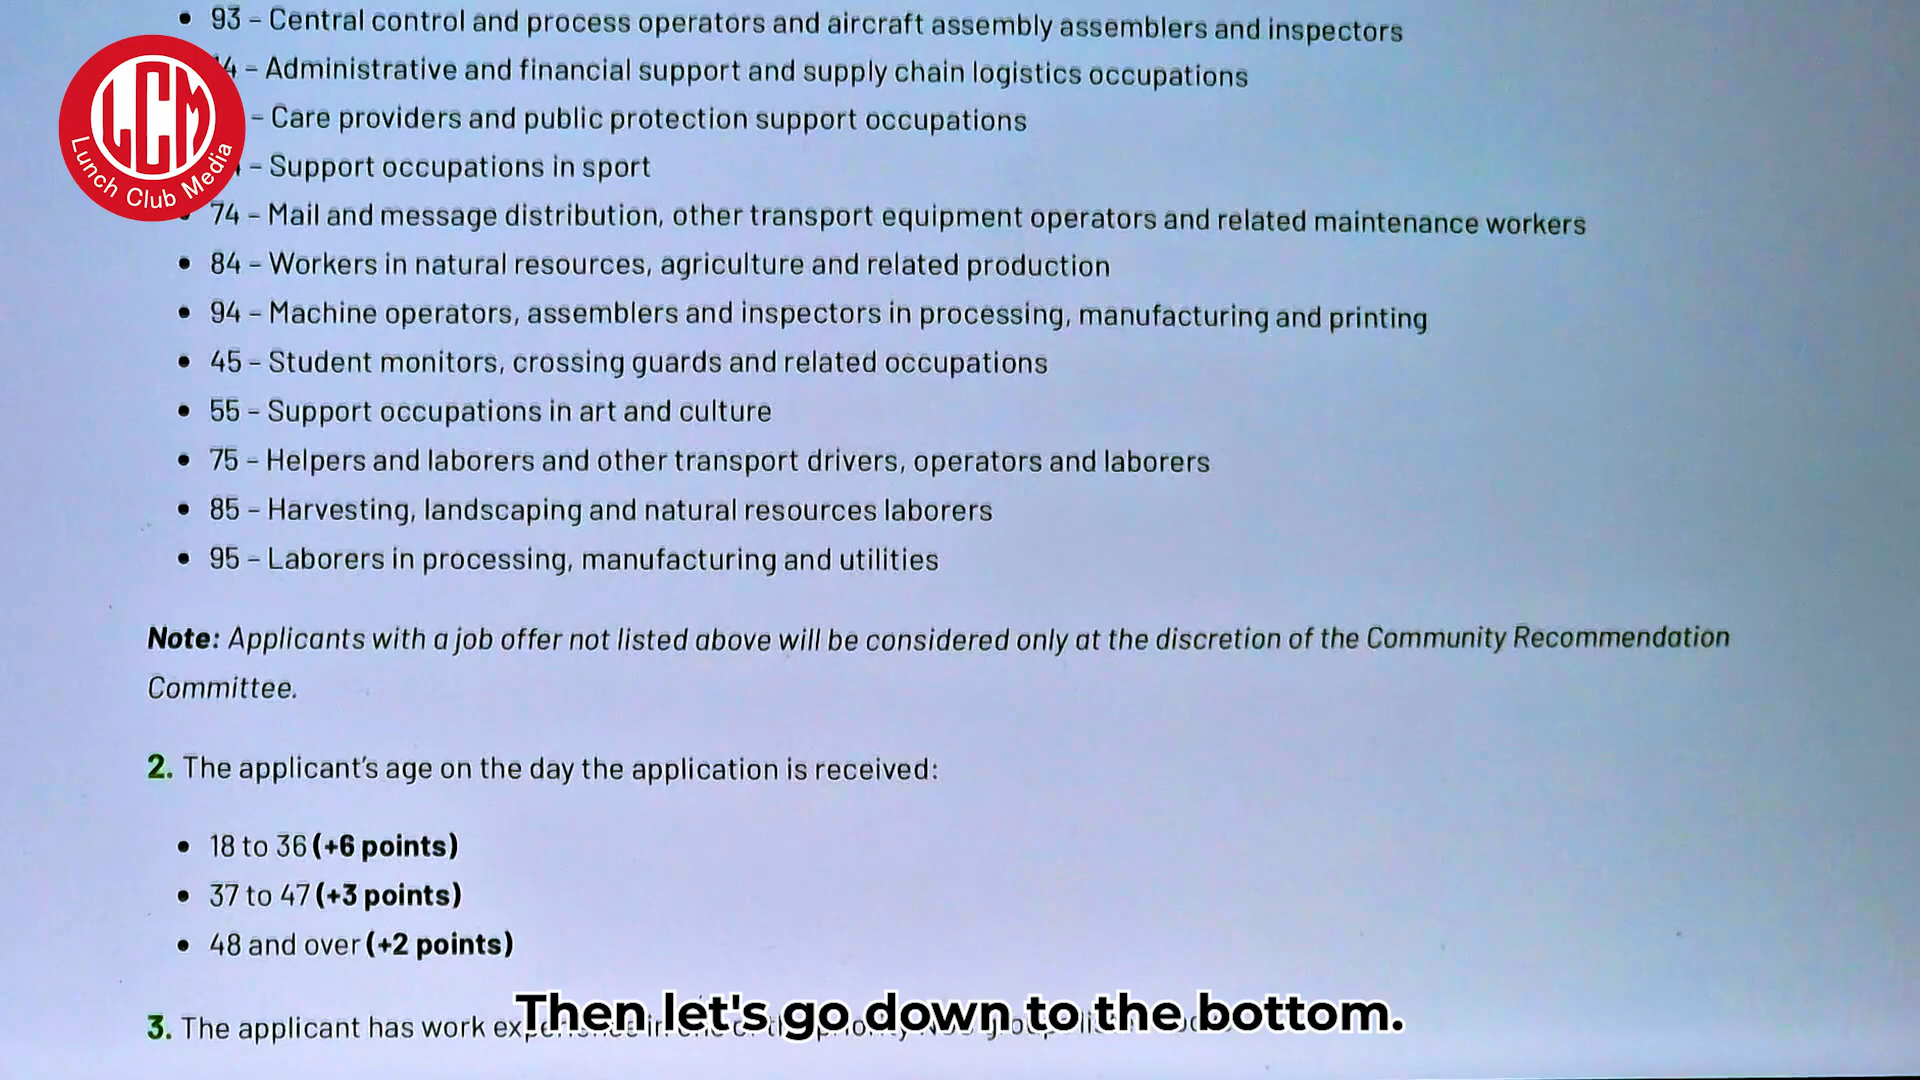 93 – Central control and process operators and aircraft assembly assemblers and inspectors
4 – Administrative and financial support and supply chain logistics occupations
– Care providers and public protection support occupations
– Support occupations in sport
74 – Mail and message distribution, other transport equipment operators and related maintenance workers
84 – Workers in natural resources, agriculture and related production
94 – Machine operators, assemblers and inspectors in processing, manufacturing and printing
45 – Student monitors, crossing guards and related occupations
55 – Support occupations in art and culture
75 – Helpers and laborers and other transport drivers, operators and laborers
85 – Harvesting, landscaping and natural resources laborers
95 – Laborers in processing, manufacturing and utilities
Note: Applicants with a job offer not listed above will be considered only at the discretion of the Community Recommendation
Committee.
2. The applicant's age on the day the application is received:
18 to 36 (+6 points)
37 to 47 (+3 points)
48 and over (+2 points)
3. The applicant has work
Then let's go down to the bottom.
LCM
Lunch Club Media